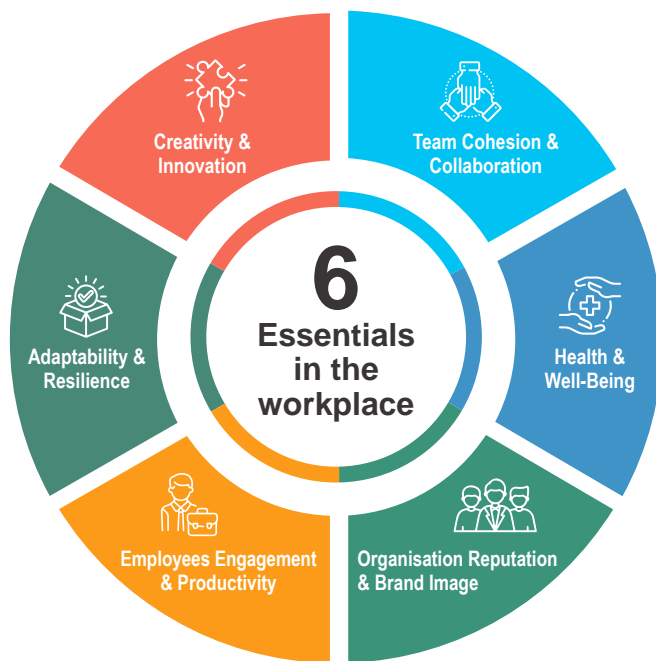 6
Essentials
in the
workplace
Creativity &
Innovation
Team Cohesion &
Collaboration
Health &
Well-Being
Organisation Reputation
& Brand Image
Employees Engagement
& Productivity
Adaptability &
Resilience